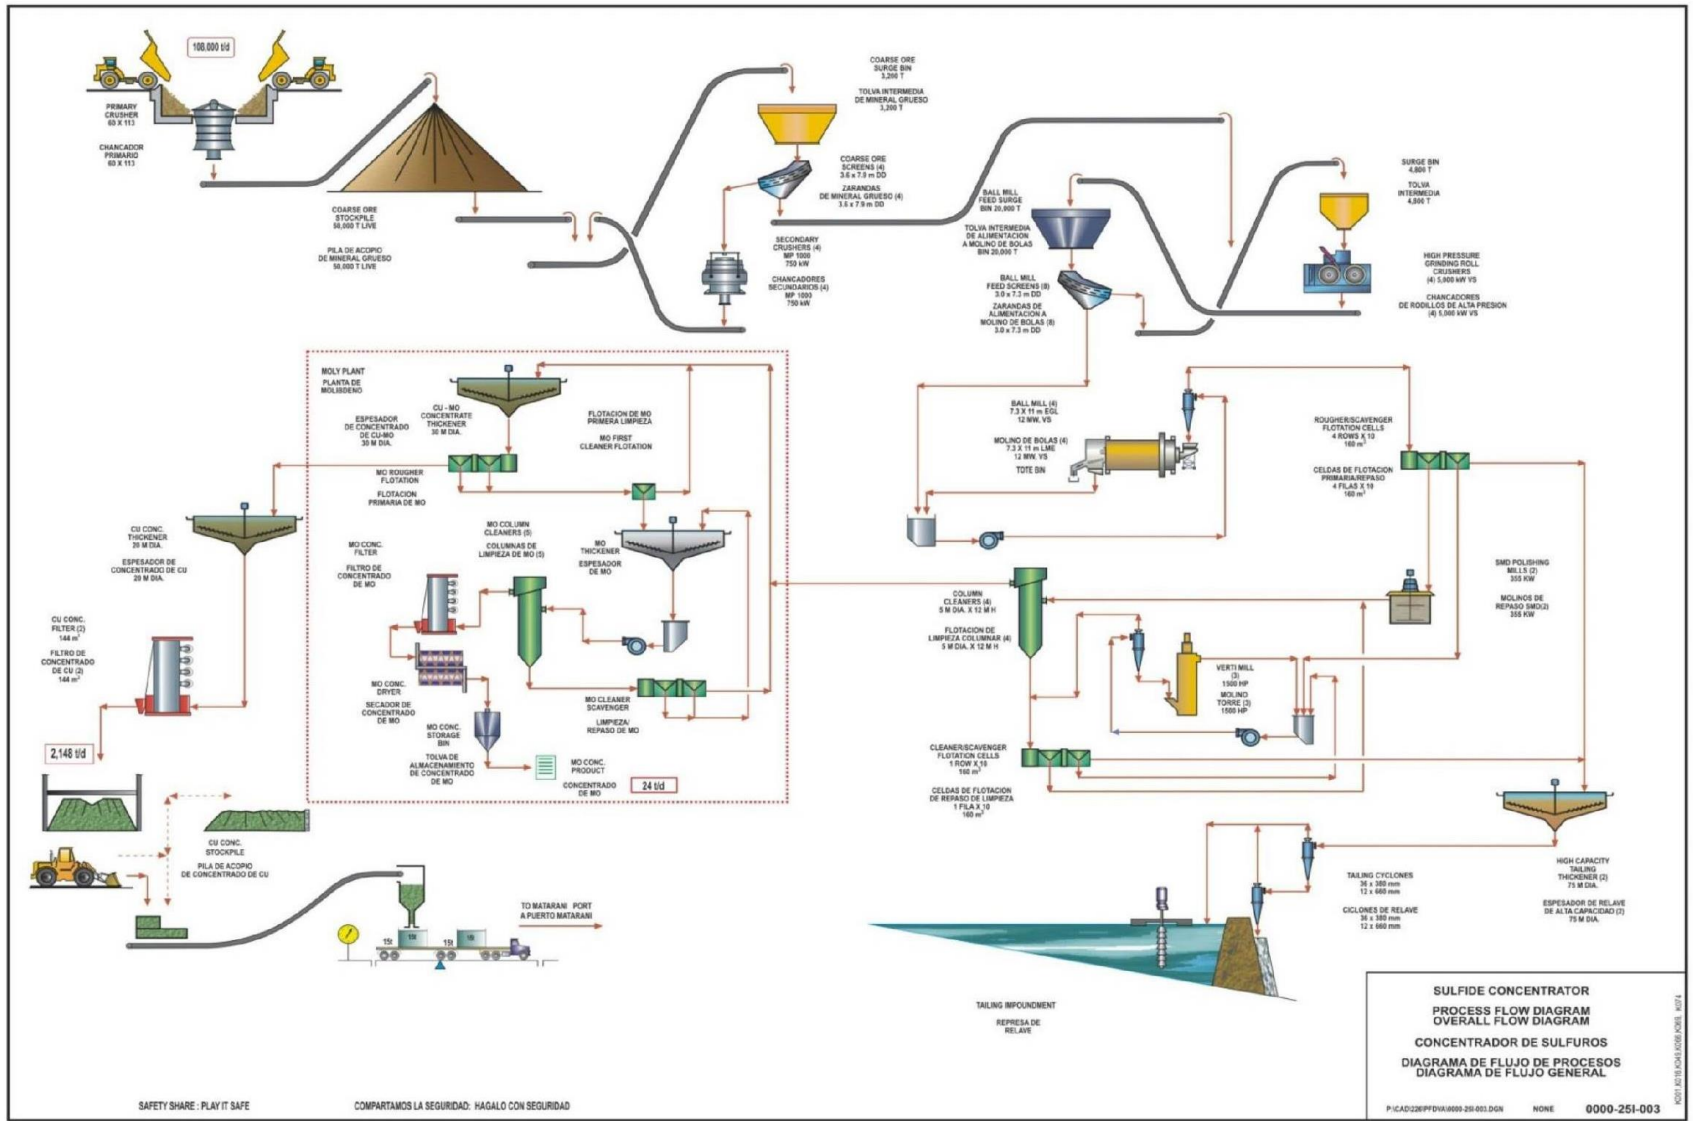 108,000 t/d
PRIMARY
CRUSHER
60 X 113
CHANCADOR
PRIMARIO
60 X 113
COARSE ORE
STOCKPILE
50,000 T LIVE
PILA DE ACOPIO
DE MINERAL GRUESO
50,000 T LIVE
COARSE ORE
SURGE BIN
3,200 T
TOLVA INTERMEDIA
DE MINERAL GRUESO
3,200 T
COARSE ORE
SCREENS (4)
3.6 x 7.9 m DD
ZARANDAS
DE MINERAL GRUESO (4)
3.6 x 7.9 m DD
SECONDARY
CRUSHERS (4)
MP 1000
750 kW
CHANCADORES
SECUNDARIOS (4)
MP 1000
750 kW
BALL MILL
FEED SURGE
BIN 20,000 T
TOLVA INTERMEDIA
DE ALIMENTACION
A MOLINO DE BOLAS
BIN 20,000 T
BALL MILL
FEED SCREENS (8)
3.0 x 7.3 m DD
ZARANDAS DE
ALIMENTACION A
MOLINO DE BOLAS (8)
3.0 x 7.3 m DD
SURGE BIN
4,800 T
TOLVA
INTERMEDIA
4,800 T
HIGH PRESSURE
GRINDING ROLL
CRUSHERS
(4) 5,000 kW VS
CHANCADORES
DE RODILLOS DE ALTA PRESION
(4) 5,000 kW VS
MOLY PLANT
PLANTA DE
MOLIBDENO
ESPESADOR
DE CONCENTRADO
DE CU-MO
30 M DIA.
CU - MO
CONCENTRATE
THICKENER
30 M DIA.
FLOTACION DE MO
PRIMERA LIMPIEZA
MO FIRST
CLEANER FLOTATION
MO ROUGHER
FLOTATION
FLOTACION
PRIMARIA DE MO
MO COLUMN
CLEANERS (5)
COLUMNAS DE
LIMPIEZA DE MO (5)
MO
THICKENER
ESPESADOR
DE MO
MO CONC.
FILTER
FILTRO DE
CONCENTRADO
DE MO
MO CONC.
DRYER
SECADOR DE
CONCENTRADO
DE MO
MO CONC.
STORAGE
BIN
TOLVA DE
ALMACENAMIENTO
DE CONCENTRADO
DE MO
MO CLEANER
SCAVENGER
LIMPIEZA/
REPASO DE MO
MO CONC.
PRODUCT
CONCENTRADO
DE MO
24 t/d
BALL MILL (4)
7.3 X 11 m EGL
12 MW. VS
MOLINO DE BOLAS (4)
7.3 X 11 m LME
12 MW. VS
TOTE BIN
ROUGHER/SCAVENGER
FLOTATION CELLS
4 ROWS X 10
160 m³
CELDAS DE FLOTACION
PRIMARIA/REPASO
4 FILAS X 10
160 m³
SMD POLISHING
MILLS (2)
355 KW
MOLINOS DE
REPASO SMD(2)
355 KW
COLUMN
CLEANERS (4)
5 M DIA. X 12 M H
FLOTACION DE
LIMPIEZA COLUMNAR (4)
5 M DIA. X 12 M H
VERTI MILL
(3)
1500 HP
MOLINO
TORRE (3)
1500 HP
CLEANER/SCAVENGER
FLOTATION CELLS
1 ROW X 10
160 m³
CELDAS DE FLOTACION
DE REPASO DE LIMPIEZA
1 FILA X 10
160 m³
CU CONC.
THICKENER
20 M DIA.
ESPESADOR DE
CONCENTRADO DE CU
20 M DIA.
CU CONC.
FILTER (2)
144 m²
FILTRO DE
CONCENTRADO
DE CU (2)
144 m²
2,148 t/d
CU CONC.
STOCKPILE
PILA DE ACOPIO
DE CONCENTRADO DE CU
15t
15t
15t
15t
TO MATARANI PORT
A PUERTO MATARANI
TAILING CYCLONES
36 x 380 mm
12 x 660 mm
CICLONES DE RELAVE
36 x 380 mm
12 x 660 mm
HIGH CAPACITY
TAILING
THICKENER (2)
75 M DIA.
ESPESADOR DE RELAVE
DE ALTA CAPACIDAD (2)
75 M DIA.
TAILING IMPOUNDMENT
REPRESA DE
RELAVE
SULFIDE CONCENTRATOR
PROCESS FLOW DIAGRAM
OVERALL FLOW DIAGRAM
CONCENTRADOR DE SULFUROS
DIAGRAMA DE FLUJO DE PROCESOS
DIAGRAMA DE FLUJO GENERAL
NONE
0000-25I-003
SAFETY SHARE : PLAY IT SAFE
COMPARTAMOS LA SEGURIDAD: HAGALO CON SEGURIDAD